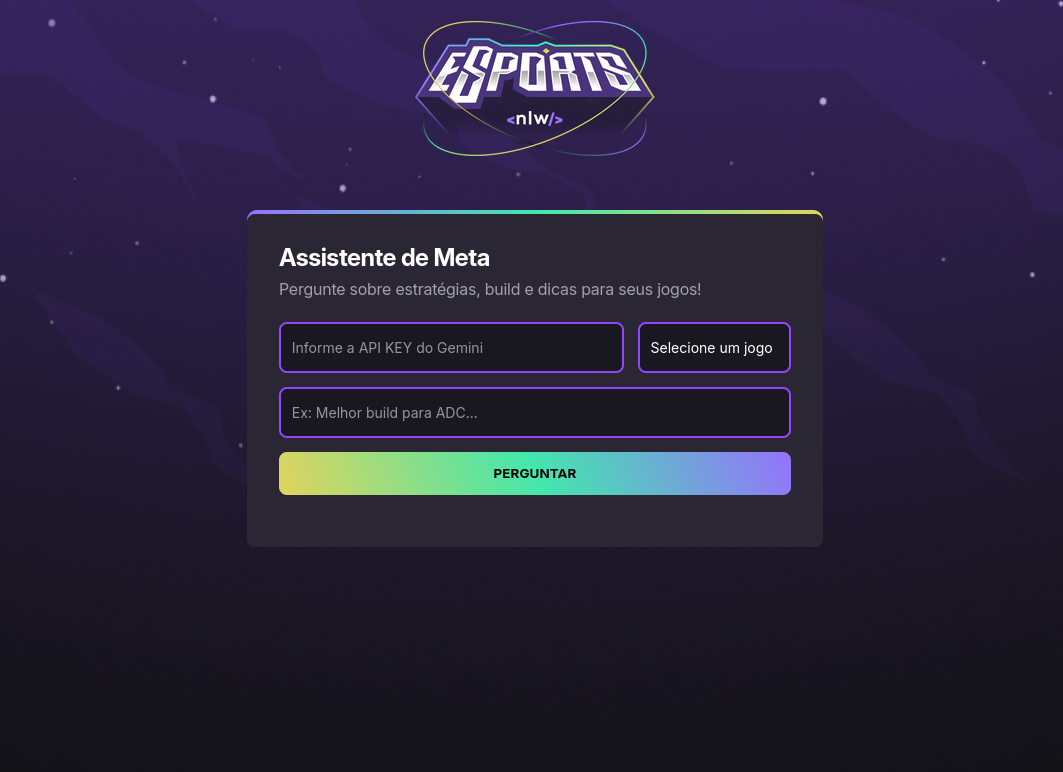 ESPORTS
<nlw/>
Assistente de Meta
Pergunte sobre estratégias, build e dicas para seus jogos!
Informe a API KEY do Gemini
Selecione um jogo
Ex: Melhor build para ADC...
PERGUNTAR